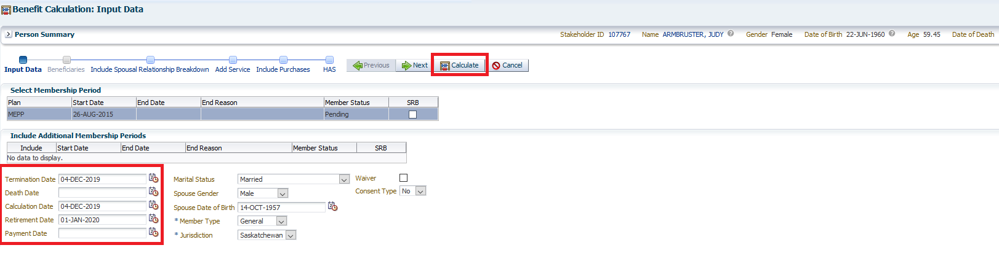 Benefit Calculation: Input Data
Person Summary Stakeholder ID 107767 Name ARMBRUSTER, JUDY Gender Female Date of Birth 22-JUN-1960 Age 59.45 Date of Death
Input Data Beneficiaries Include Spousal Relationship Breakdown Add Service Include Purchases HAS Previous Next Calculate Cancel
Select Membership Period
Plan Start Date End Date End Reason Member Status SRB
MEPP 26-AUG-2015 Pending
Include Additional Membership Periods
Include Start Date End Date End Reason Member Status SRB
No data to display.
Termination Date 04-DEC-2019 Marital Status Married Waiver
Death Date Spouse Gender Male Consent Type No
Calculation Date 04-DEC-2019 Spouse Date of Birth 14-OCT-1957
Retirement Date 01-JAN-2020 * Member Type General
Payment Date * Jurisdiction Saskatchewan